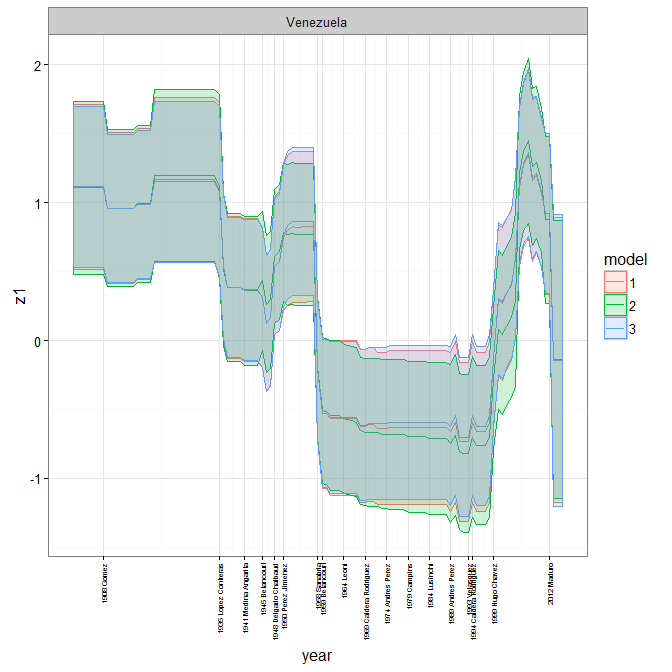 Venezuela
2
1
0
-1
z1
model
1
2
3
1908 Gomez
1935 Lopez Contreras
1941 Medina Angarita
1945 Betancourt
1948 Delgado Chalbaud
1950 Perez Jimenez
1958 Sanabria
1959 Betancourt
1964 Leoni
1969 Caldera Rodriguez
1974 Andres Perez
1979 Campins
1984 Lusinchi
1989 Andres Perez
1993 Velasquez
1994 Caldera Rodriguez
1999 Hugo Chavez
2012 Maduro
year